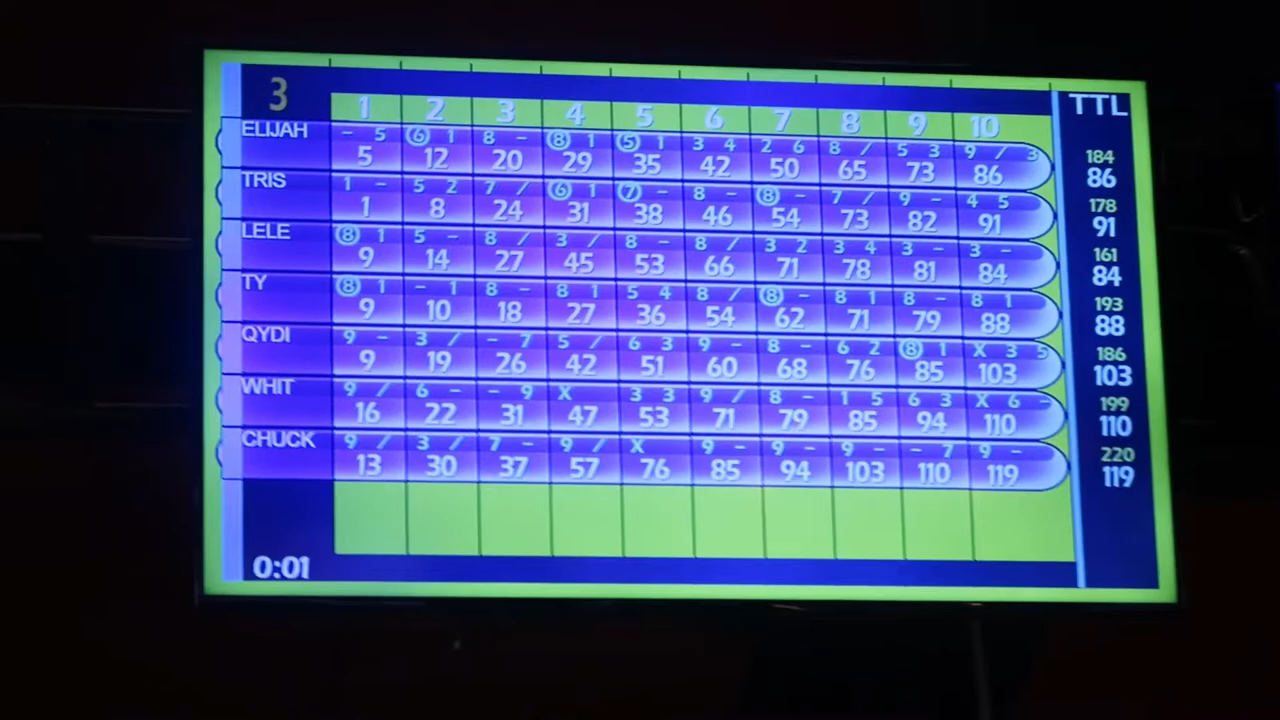 3 1 2 3 4 5 6 7 8 9 10 TTL
ELIJAH - 5 6 1 8 - 8 1 5 1 3 4 2 6 8 / 5 3 9 / 3 184
5 12 20 29 35 42 50 65 73 86 86
TRIS 1 - 5 2 7 / 6 1 7 - 8 - 8 - 7 / 9 - 4 5 178
1 8 24 31 38 46 54 73 82 91 91
LELE 8 1 5 - 8 / 3 / 8 - 8 / 3 2 3 4 3 - 3 - 161
9 14 27 45 53 66 71 78 81 84 84
TY 8 1 - 1 8 - 8 1 5 4 8 / 8 - 8 1 8 - 8 1 193
9 10 18 27 36 54 62 71 79 88 88
QYDI 9 - 3 / - 7 5 / 6 3 9 - 8 - 6 2 8 1 X 3 5 186
9 19 26 42 51 60 68 76 85 103 103
WHIT 9 / 6 - - 9 X 3 3 9 / 8 - 1 5 6 3 X 6 - 199
16 22 31 47 53 71 79 85 94 110 110
CHUCK 9 / 3 / 7 - 9 / X 9 - 9 - 9 - - 7 9 - 220
13 30 37 57 76 85 94 103 110 119 119
0:01